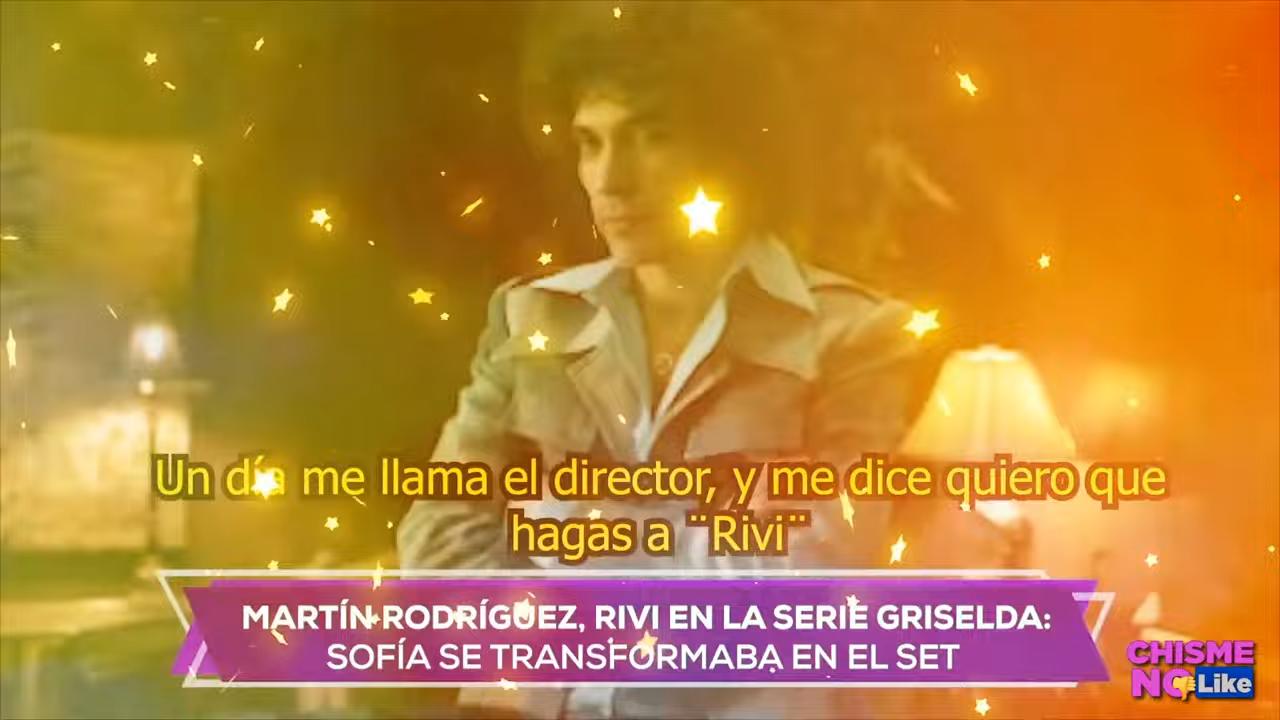 Un día me llama el director, y me dice quiero que
hagas a ¨Rivi¨
MARTÍN RODRÍGUEZ, RIVI EN LA SERIE GRISELDA:
SOFÍA SE TRANSFORMABA EN EL SET
CHISME
NO Like